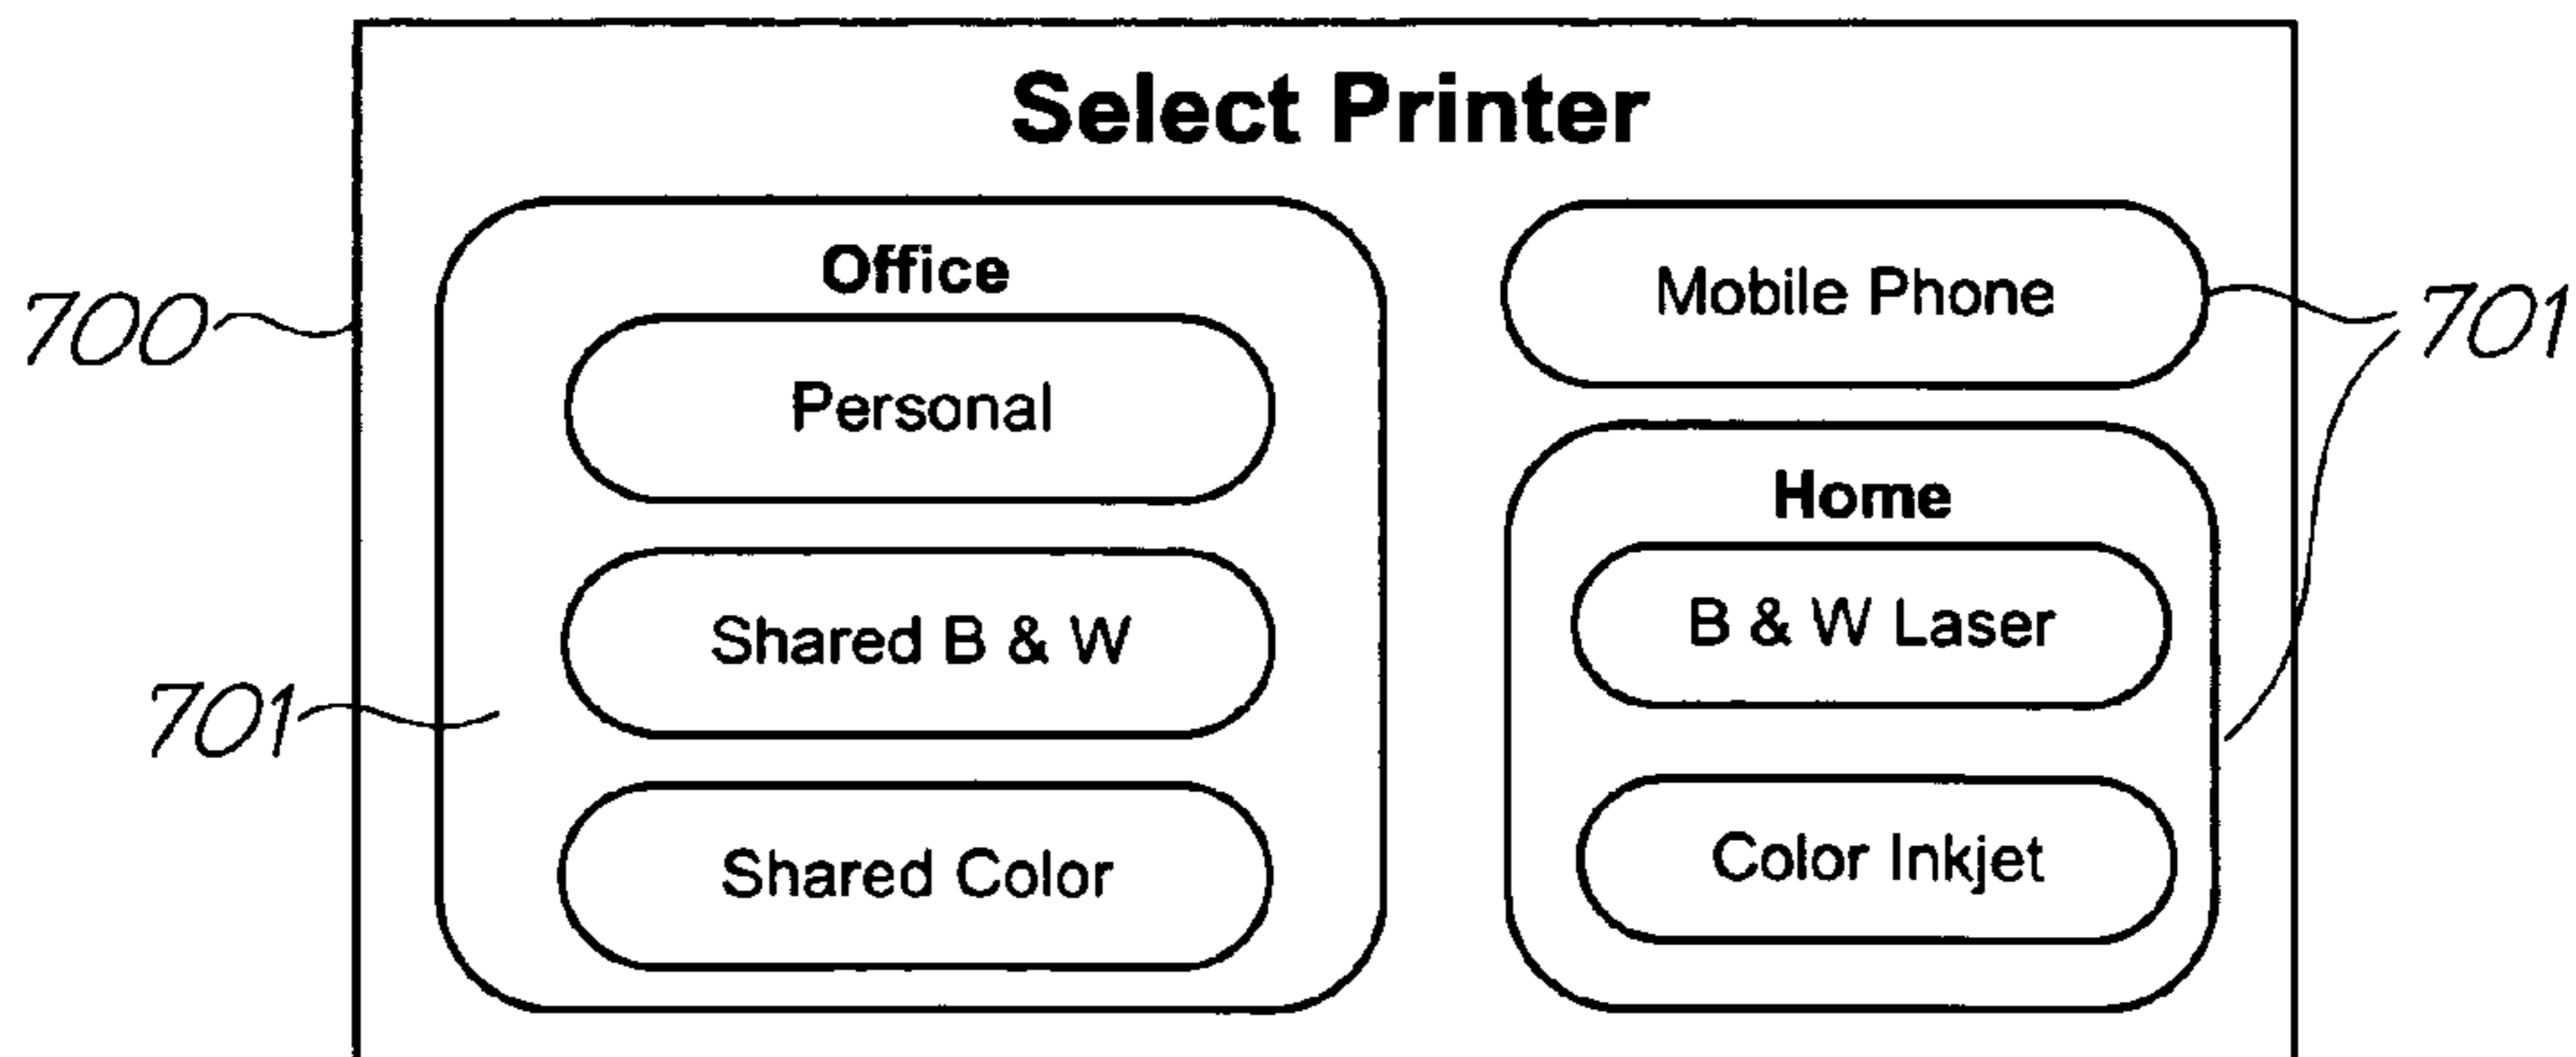 Select Printer
700
Office
Personal
Shared B & W
Shared Color
701
Mobile Phone
701
Home
B & W Laser
Color Inkjet